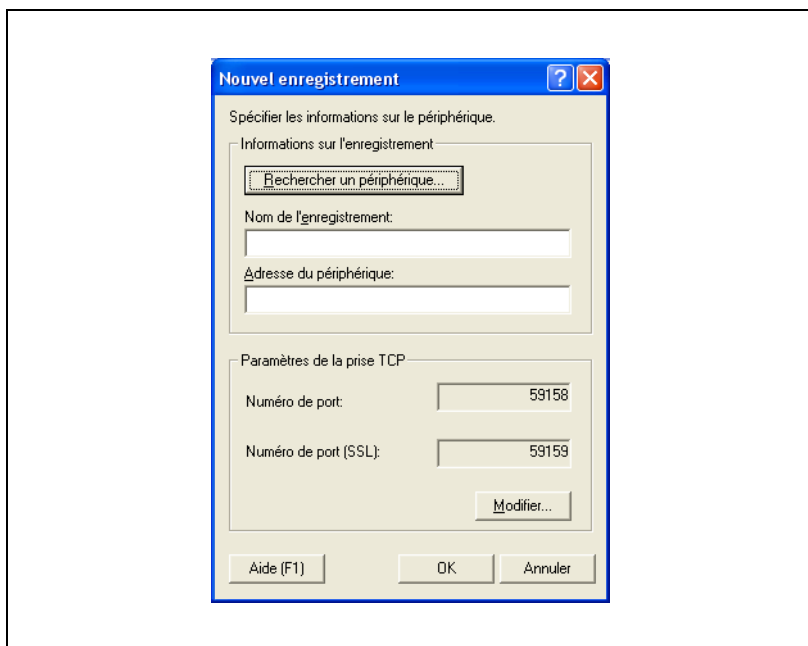 Nouvel enregistrement
Spécifier les informations sur le périphérique.
Informations sur l'enregistrement
Rechercher un périphérique...
Nom de l'enregistrement:
Adresse du périphérique:
Paramètres de la prise TCP
Numéro de port: 59158
Numéro de port (SSL): 59159
Modifier...
Aide (F1) OK Annuler